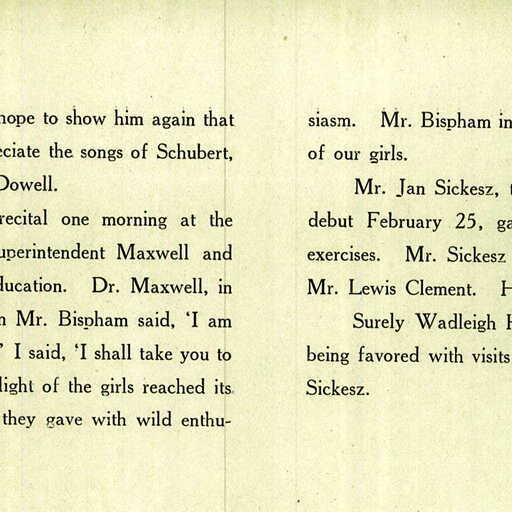 hope to show him again that
eciate the songs of Schubert,
Dowell.
recital one morning at the
uperintendent Maxwell and
ducation. Dr. Maxwell, in
n Mr. Bispham said, ‘I am
’ I said, ‘I shall take you to
light of the girls reached its
they gave with wild enthu-
siasm. Mr. Bispham in
of our girls.
Mr. Jan Sickesz, t
debut February 25, ga
exercises. Mr. Sickesz
Mr. Lewis Clement. H
Surely Wadleigh H
being favored with visits
Sickesz.